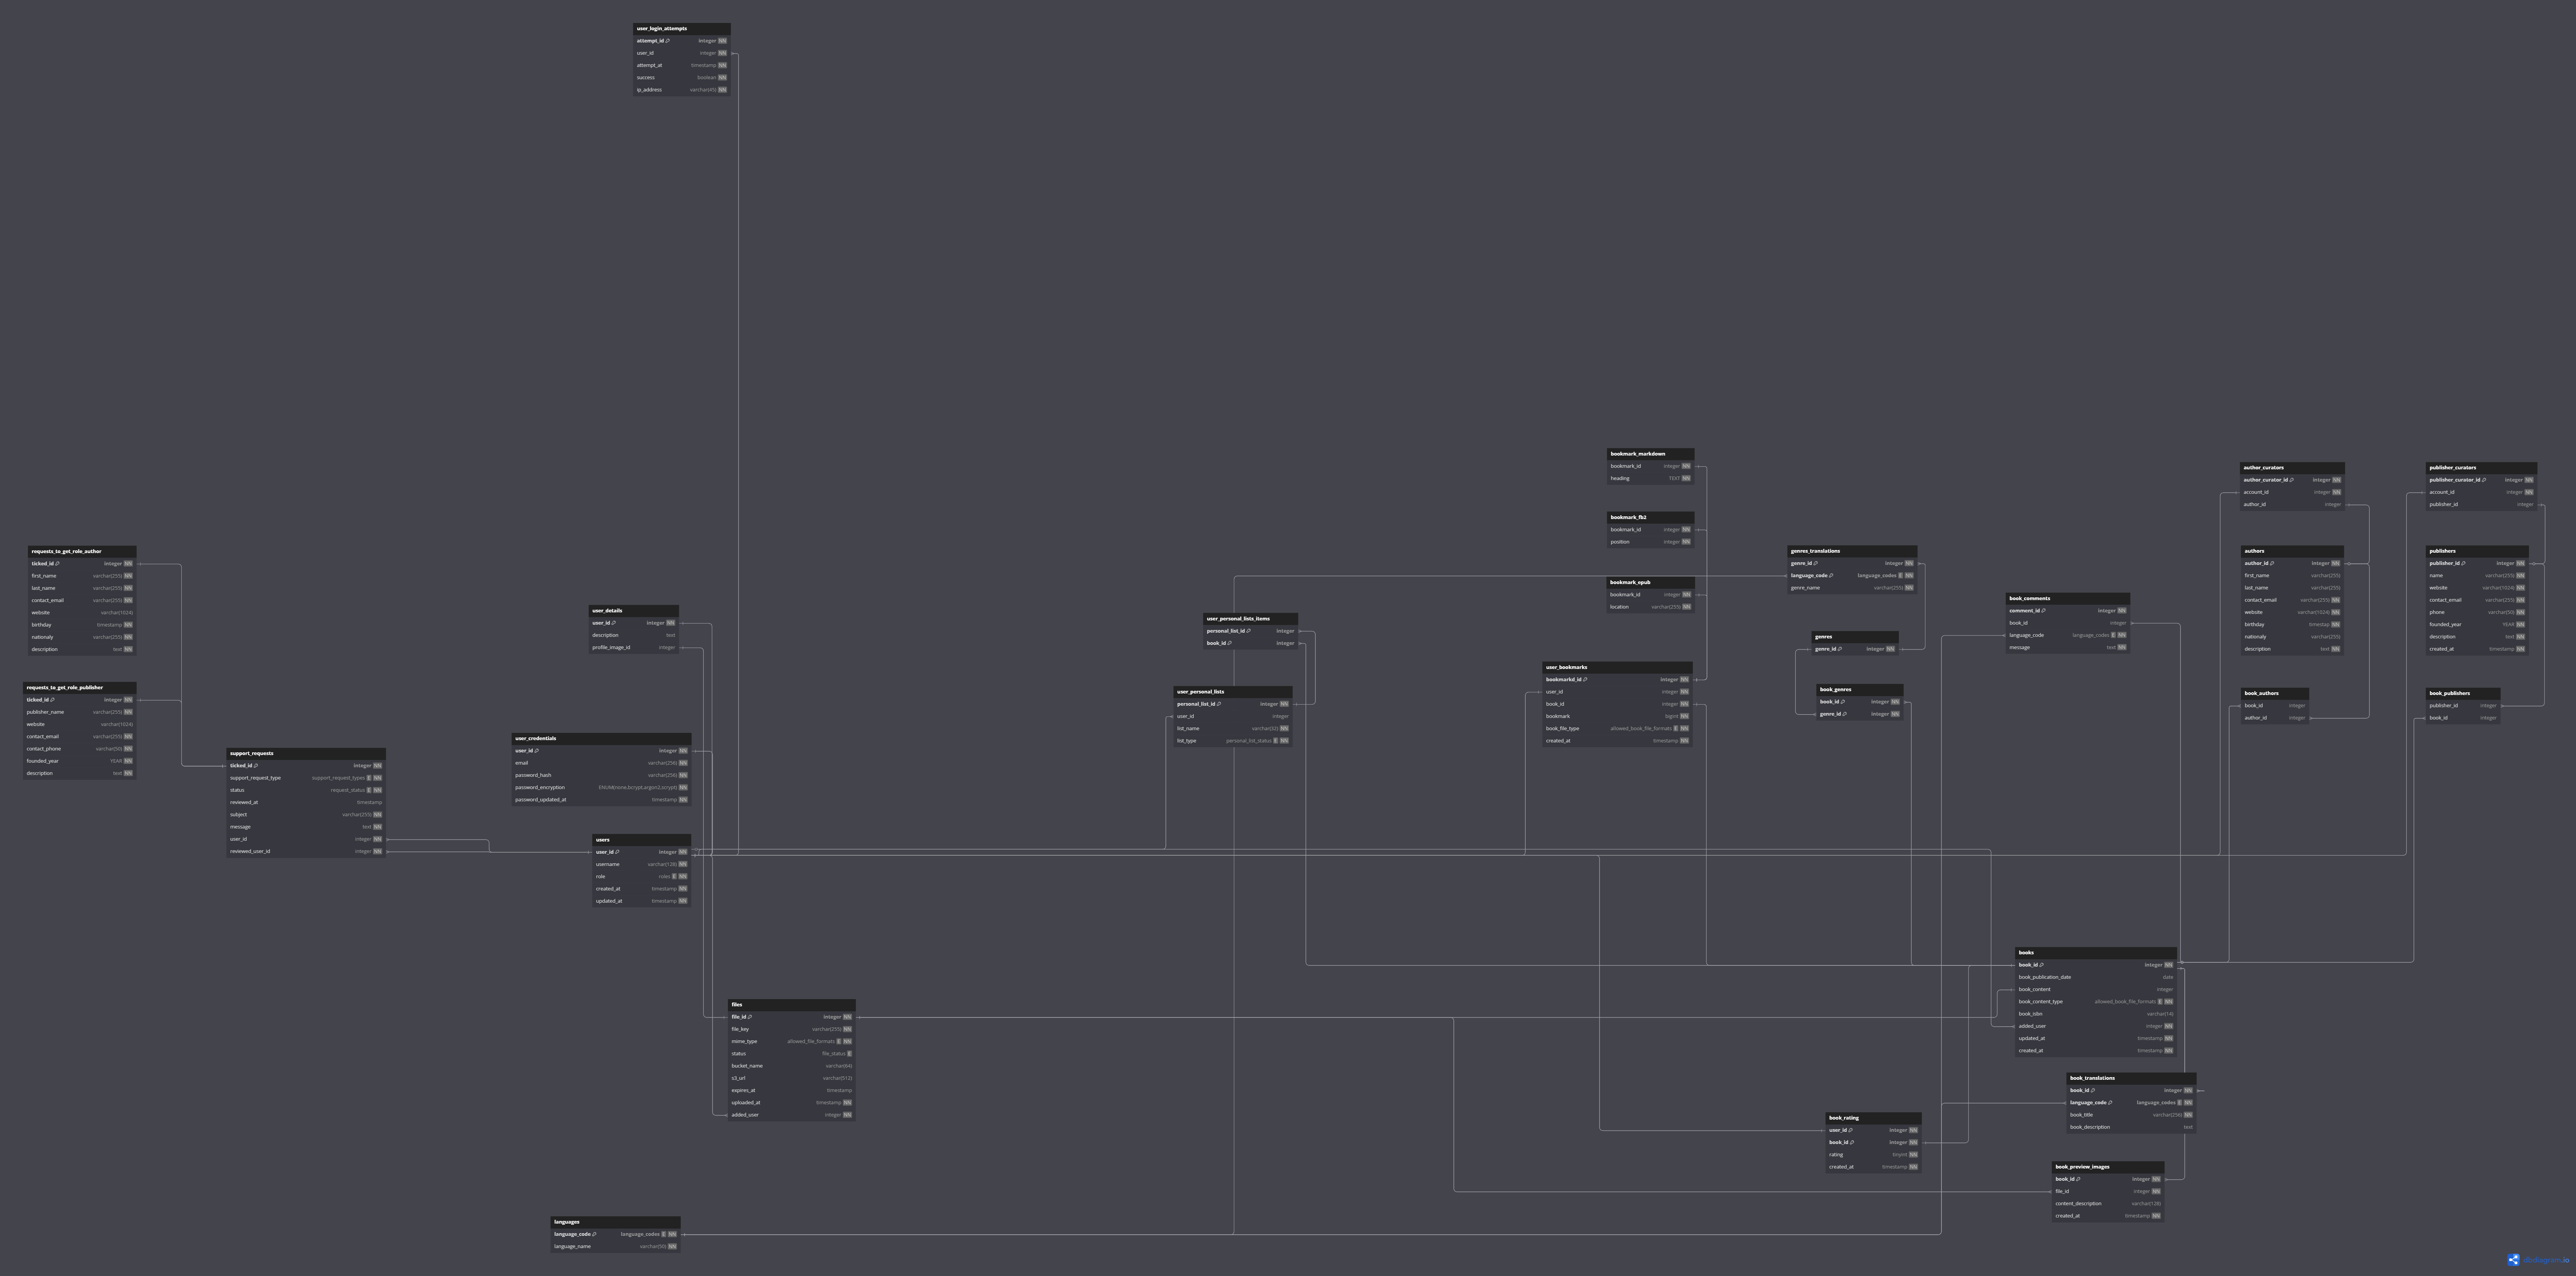 user_login_attempts
attempt_id integer NN
user_id integer NN
attempt_at timestamp NN
success boolean NN
ip_address varchar(45) NN
bookmark_markdown
bookmark_id integer NN
heading TEXT NN
bookmark_fb2
bookmark_id integer NN
position integer NN
bookmark_epub
bookmark_id integer NN
location varchar(255) NN
author_curators
author_curator_id integer NN
account_id integer NN
author_id integer
publisher_curators
publisher_curator_id integer NN
account_id integer NN
publisher_id integer
requests_to_get_role_author
ticked_id integer NN
first_name varchar(255) NN
last_name varchar(255) NN
contact_email varchar(255) NN
website varchar(1024)
birthday timestamp NN
nationaly varchar(255) NN
description text NN
genres_translations
genre_id integer NN
language_code language_codes E NN
genre_name varchar(255) NN
authors
author_id integer NN
first_name varchar(255)
last_name varchar(255)
contact_email varchar(255) NN
website varchar(1024) NN
birthday timestap NN
nationaly varchar(255)
description text NN
publishers
publisher_id integer NN
name varchar(255) NN
website varchar(1024) NN
contact_email varchar(255) NN
phone varchar(50) NN
founded_year YEAR NN
description text NN
created_at timestamp NN
user_details
user_id integer NN
description text
profile_image_id integer
user_personal_lists_items
personal_list_id integer
book_id integer
book_comments
comment_id integer NN
book_id integer
language_code language_codes E NN
message text NN
genres
genre_id integer NN
user_bookmarks
bookmarkd_id integer NN
user_id integer NN
book_id integer NN
bookmark logint NN
book_file_type allowed_book_file_formats E NN
created_at timestamp NN
requests_to_get_role_publisher
ticked_id integer NN
publisher_name varchar(255) NN
website varchar(1024)
contact_email varchar(255) NN
contact_phone varchar(50) NN
founded_year YEAR NN
description text NN
user_personal_lists
personal_list_id integer NN
user_id integer
list_name varchar(32) NN
list_type personal_list_status E NN
book_genres
book_id integer NN
genre_id integer NN
book_authors
book_id integer
author_id integer
book_publishers
publisher_id integer
book_id integer
user_credentials
user_id integer NN
email varchar(256) NN
password_hash varchar(256) NN
password_encryption ENUM(none,bcrypt,argon2,scrypt) NN
password_updated_at timestamp NN
support_requests
ticked_id integer NN
support_request_type support_request_types E NN
status request_status E NN
reviewed_at timestamp
subject varchar(255) NN
message text NN
user_id integer NN
reviewed_user_id integer NN
users
user_id integer NN
username varchar(128) NN
role roles E NN
created_at timestamp NN
updated_at timestamp NN
books
book_id integer NN
book_publication_date date
book_content integer
book_content_type allowed_book_file_formats E NN
book_isbn varchar(14)
added_user integer NN
updated_at timestamp NN
created_at timestamp NN
files
file_id integer NN
file_key varchar(255) NN
mime_type allowed_file_formats E NN
status file_status E
bucket_name varchar(64)
s3_url varchar(512)
expires_at timestamp
uploaded_at timestamp NN
added_user integer NN
book_translations
book_id integer NN
language_code language_codes E NN
book_title varchar(256) NN
book_description text
book_rating
user_id integer NN
book_id integer NN
rating tinyint NN
created_at timestamp NN
book_preview_images
book_id integer NN
file_id integer NN
content_description varchar(128)
created_at timestamp NN
languages
language_code language_codes E NN
language_name varchar(50) NN
dbdiagram.io